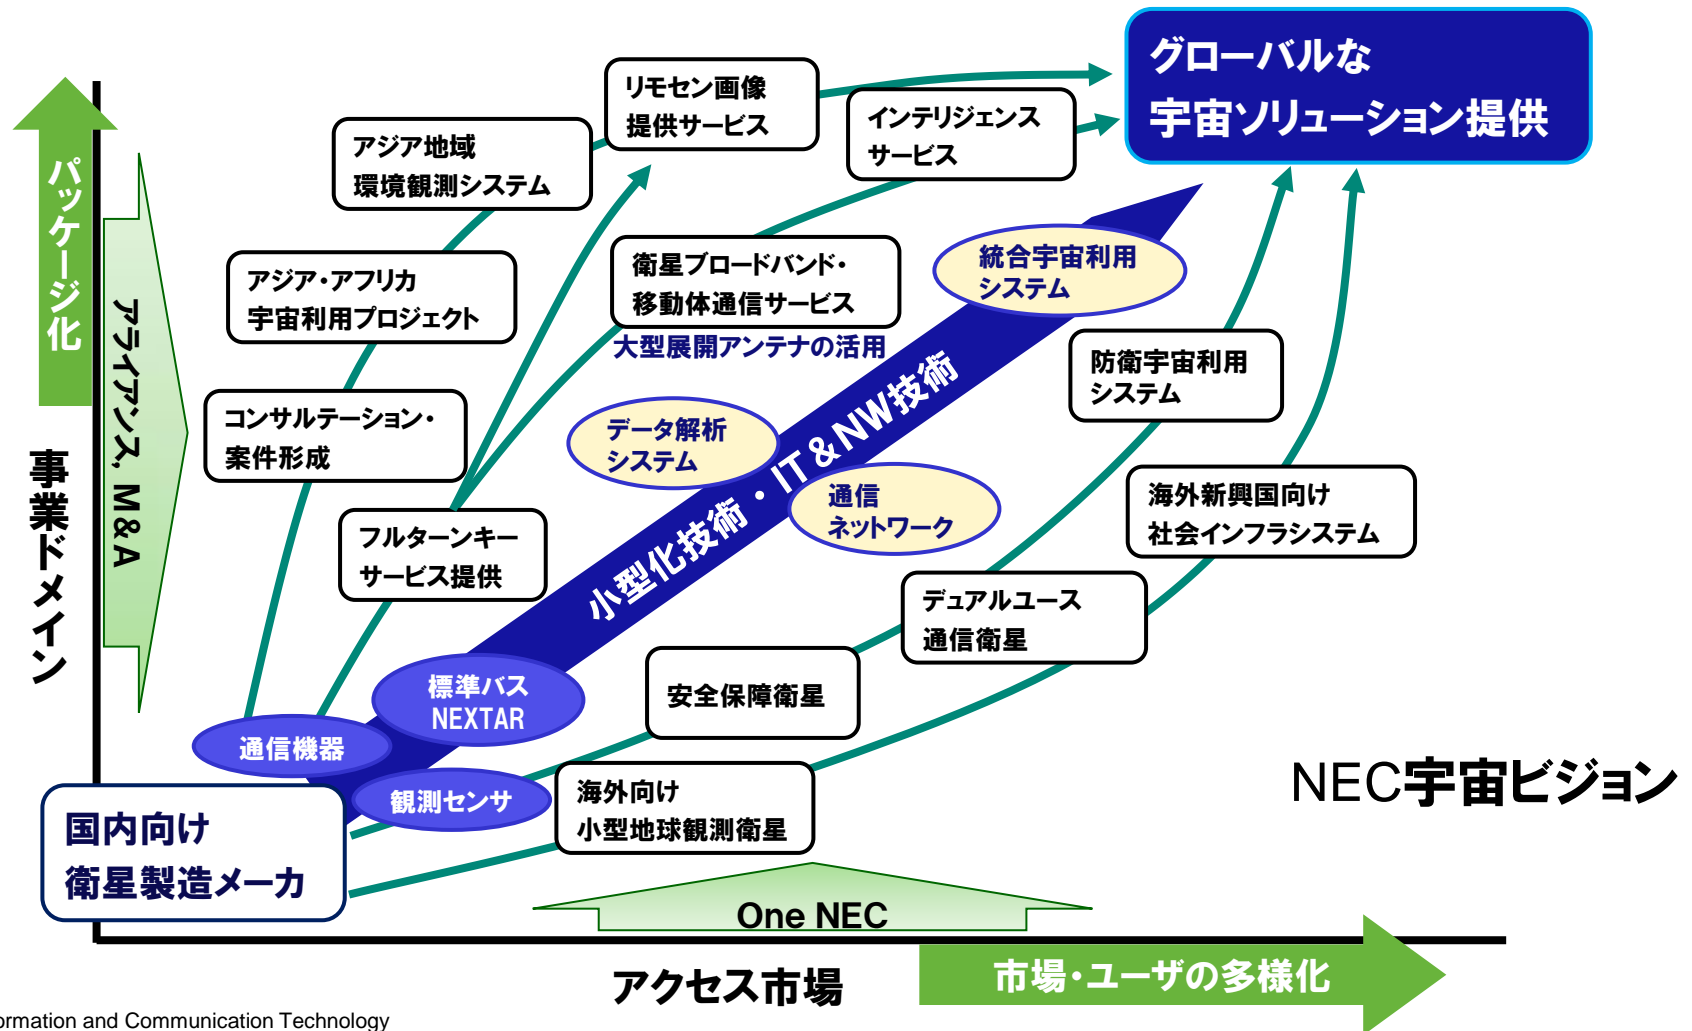 グローバルな
宇宙ソリューション提供
リモセン画像
提供サービス
インテリジェンス
サービス
アジア地域
環境観測システム
パッケージ化
アジア・アフリカ
宇宙利用プロジェクト
衛星ブロードバンド・
移動体通信サービス
大型展開アンテナの活用
統合宇宙利用
システム
アライアンス, M&A
防衛宇宙利用
システム
コンサルテーション・
案件形成
データ解析
システム
小型化技術・IT&NW技術
通信
ネットワーク
海外新興国向け
社会インフラシステム
事業ドメイン
フルターンキー
サービス提供
デュアルユース
通信衛星
標準バス
NEXTAR
安全保障衛星
通信機器
観測センサ
海外向け
小型地球観測衛星
NEC宇宙ビジョン
国内向け
衛星製造メーカ
One NEC
アクセス市場
市場・ユーザの多様化
ormation and Communication Technology